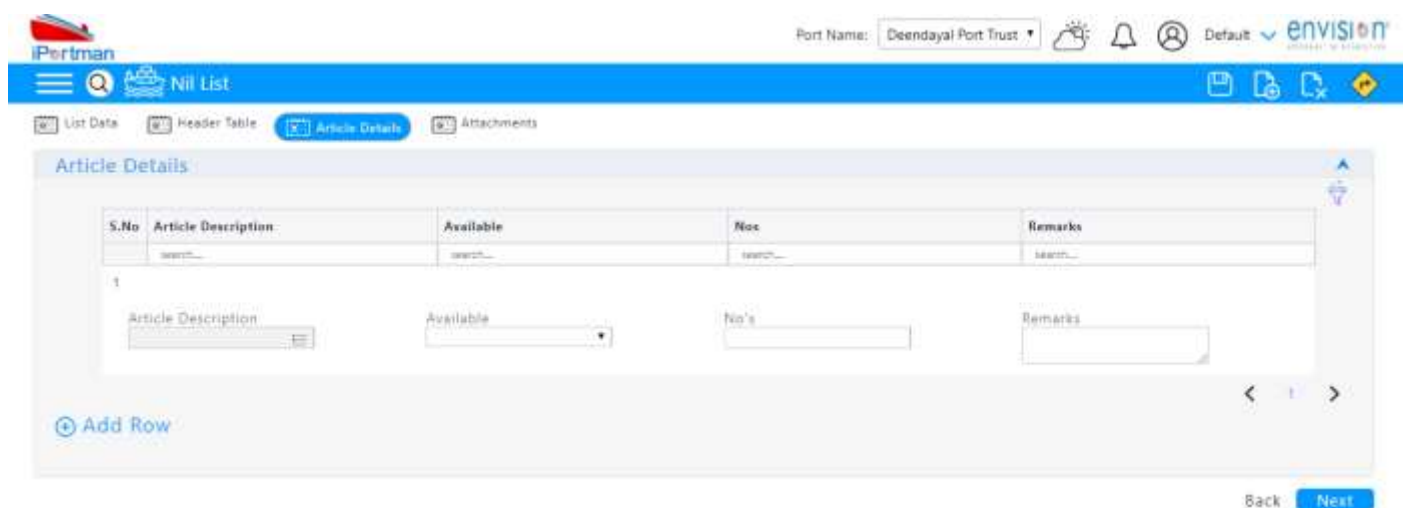 Port Name: Deendayal Port Trust Default envision
iPortman
Nil List
List Data Header Table Article Details Attachments
Article Details
S.No Article Description Available Nos Remarks
search... search... search... search...
1
Article Description Available No's Remarks
1
Add Row
Back Next